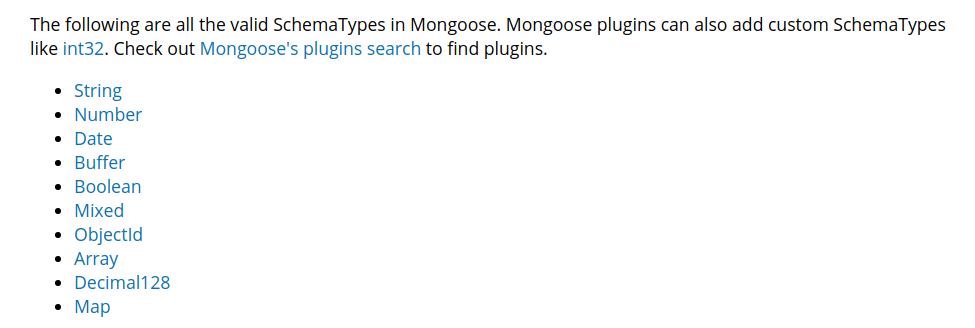 The following are all the valid SchemaTypes in Mongoose. Mongoose plugins can also add custom SchemaTypes
like int32. Check out Mongoose's plugins search to find plugins.
• String
• Number
• Date
• Buffer
• Boolean
• Mixed
• ObjectId
• Array
• Decimal128
• Map